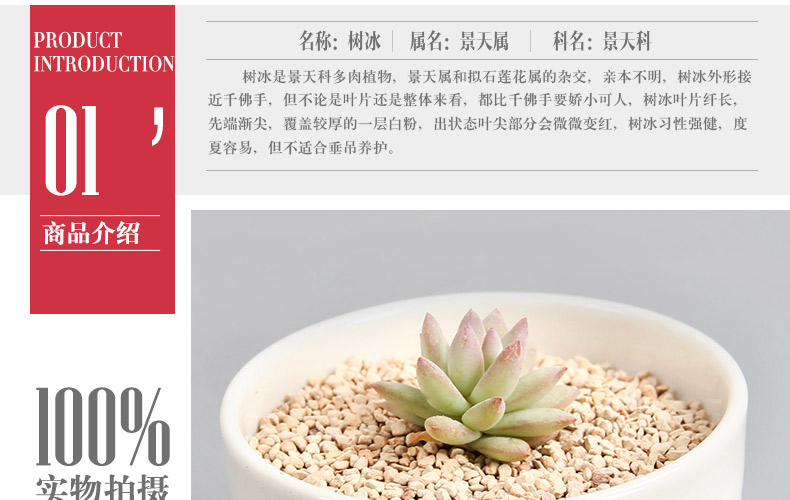 PRODUCT
INTRODUCTION
01
,
商品介绍
名称：树冰 属名：景天属 科名：景天科
树冰是景天科多肉植物，景天属和拟石莲花属的杂交，亲本不明，树冰外形接
近千佛手，但不论是叶片还是整体来看，都比千佛手要娇小可人，树冰叶片纤长，
先端渐尖，覆盖较厚的一层白粉，出状态叶尖部分会微微变红，树冰习性强健，度
夏容易，但不适合垂吊养护。
100%
实物拍摄